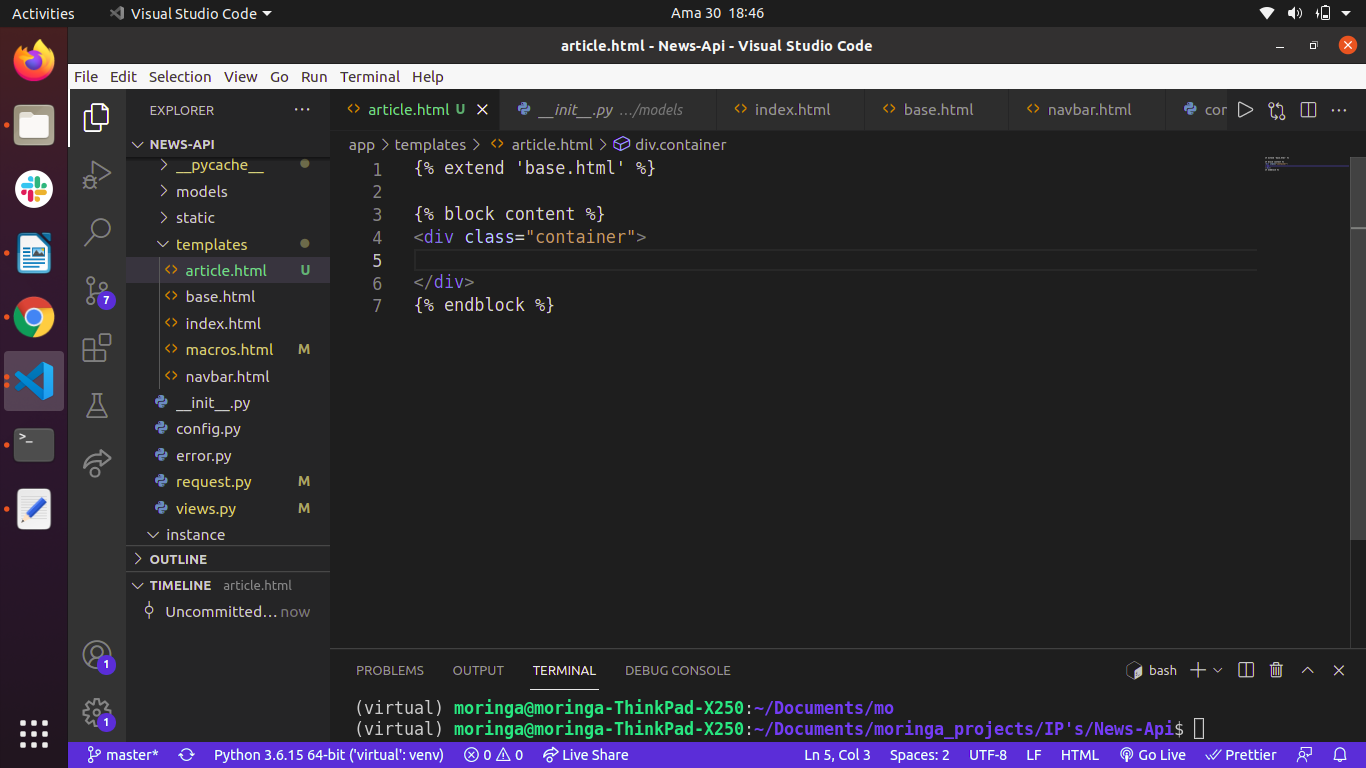 Activities Visual Studio Code Ama 30 18:46
article.html - News-Api - Visual Studio Code
File Edit Selection View Go Run Terminal Help
EXPLORER
article.html U
__init__.py .../models
index.html
base.html
navbar.html
cor
NEWS-API
app > templates > article.html > div.container
__pycache__
models
static
templates
article.html U
base.html
index.html
macros.html M
navbar.html
__init__.py
config.py
error.py
request.py M
views.py M
instance
OUTLINE
TIMELINE article.html
Uncommitted... now
7
1
1
1 {% extend 'base.html' %}
2
3 {% block content %}
4 <div class="container">
5
6 </div>
7 {% endblock %}
PROBLEMS OUTPUT TERMINAL DEBUG CONSOLE bash
(virtual) moringa@moringa-ThinkPad-X250:~/Documents/mo
(virtual) moringa@moringa-ThinkPad-X250:~/Documents/moringa_projects/IP's/News-Api$
master* Python 3.6.15 64-bit ('virtual': venv) 0 0 Live Share Ln 5, Col 3 Spaces: 2 UTF-8 LF HTML Go Live Prettier